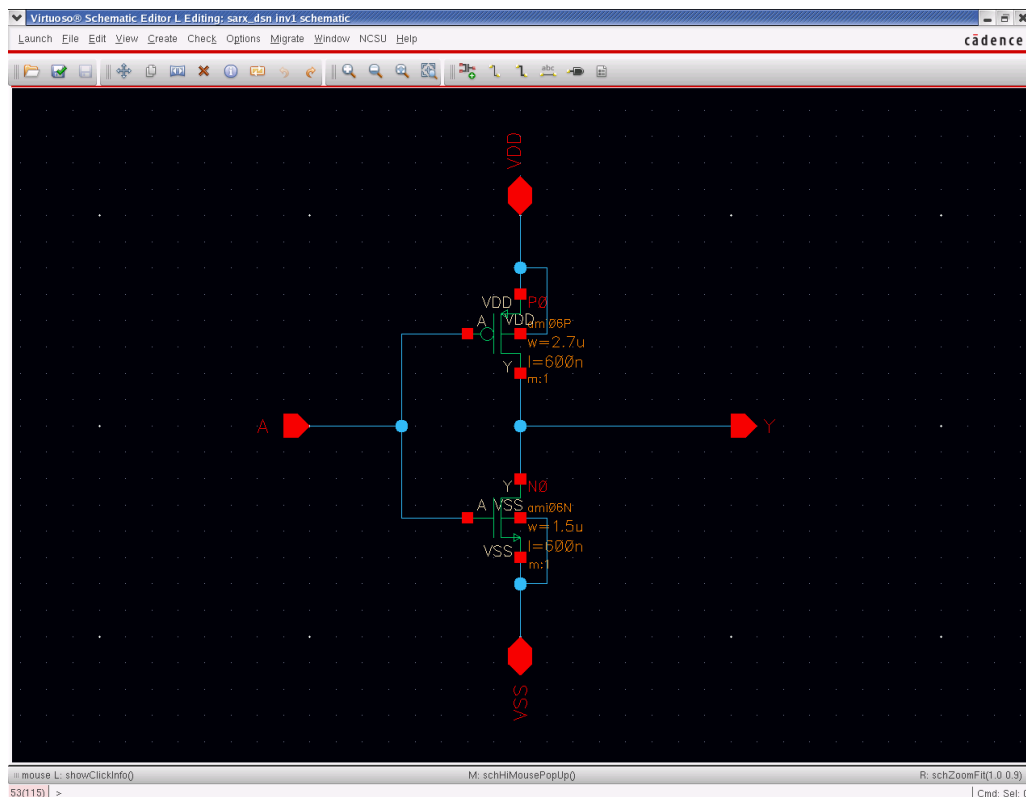 Virtuoso® Schematic Editor L Editing: sarx_dsn inv1 schematic
Launch File Edit View Create Check Options Migrate Window NCSU Help
cādence
abc
VDD
VDD P0
A VDD ami06P
w=2.7u
Y l=600n
m:1
A Y
Y N0
A VSS ami06N
w=1.5u
VSS l=600n
m:1
VSS
mouse L: showClickInfo() M: schHiMousePopUp() R: schZoomFit(1.0 0.9)
53(115) > Cmd: Sel: 0